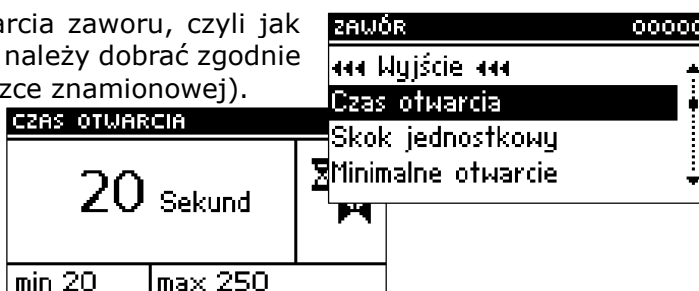 arcia zaworu, czyli jak
należy dobrać zgodnie
zce znamionowej).
ZAWÓR 00000
Wyjście
Czas otwarcia
Skok jednostkowy
Minimalne otwarcie
CZAS OTWARCIA
20 Sekund
min 20 max 250